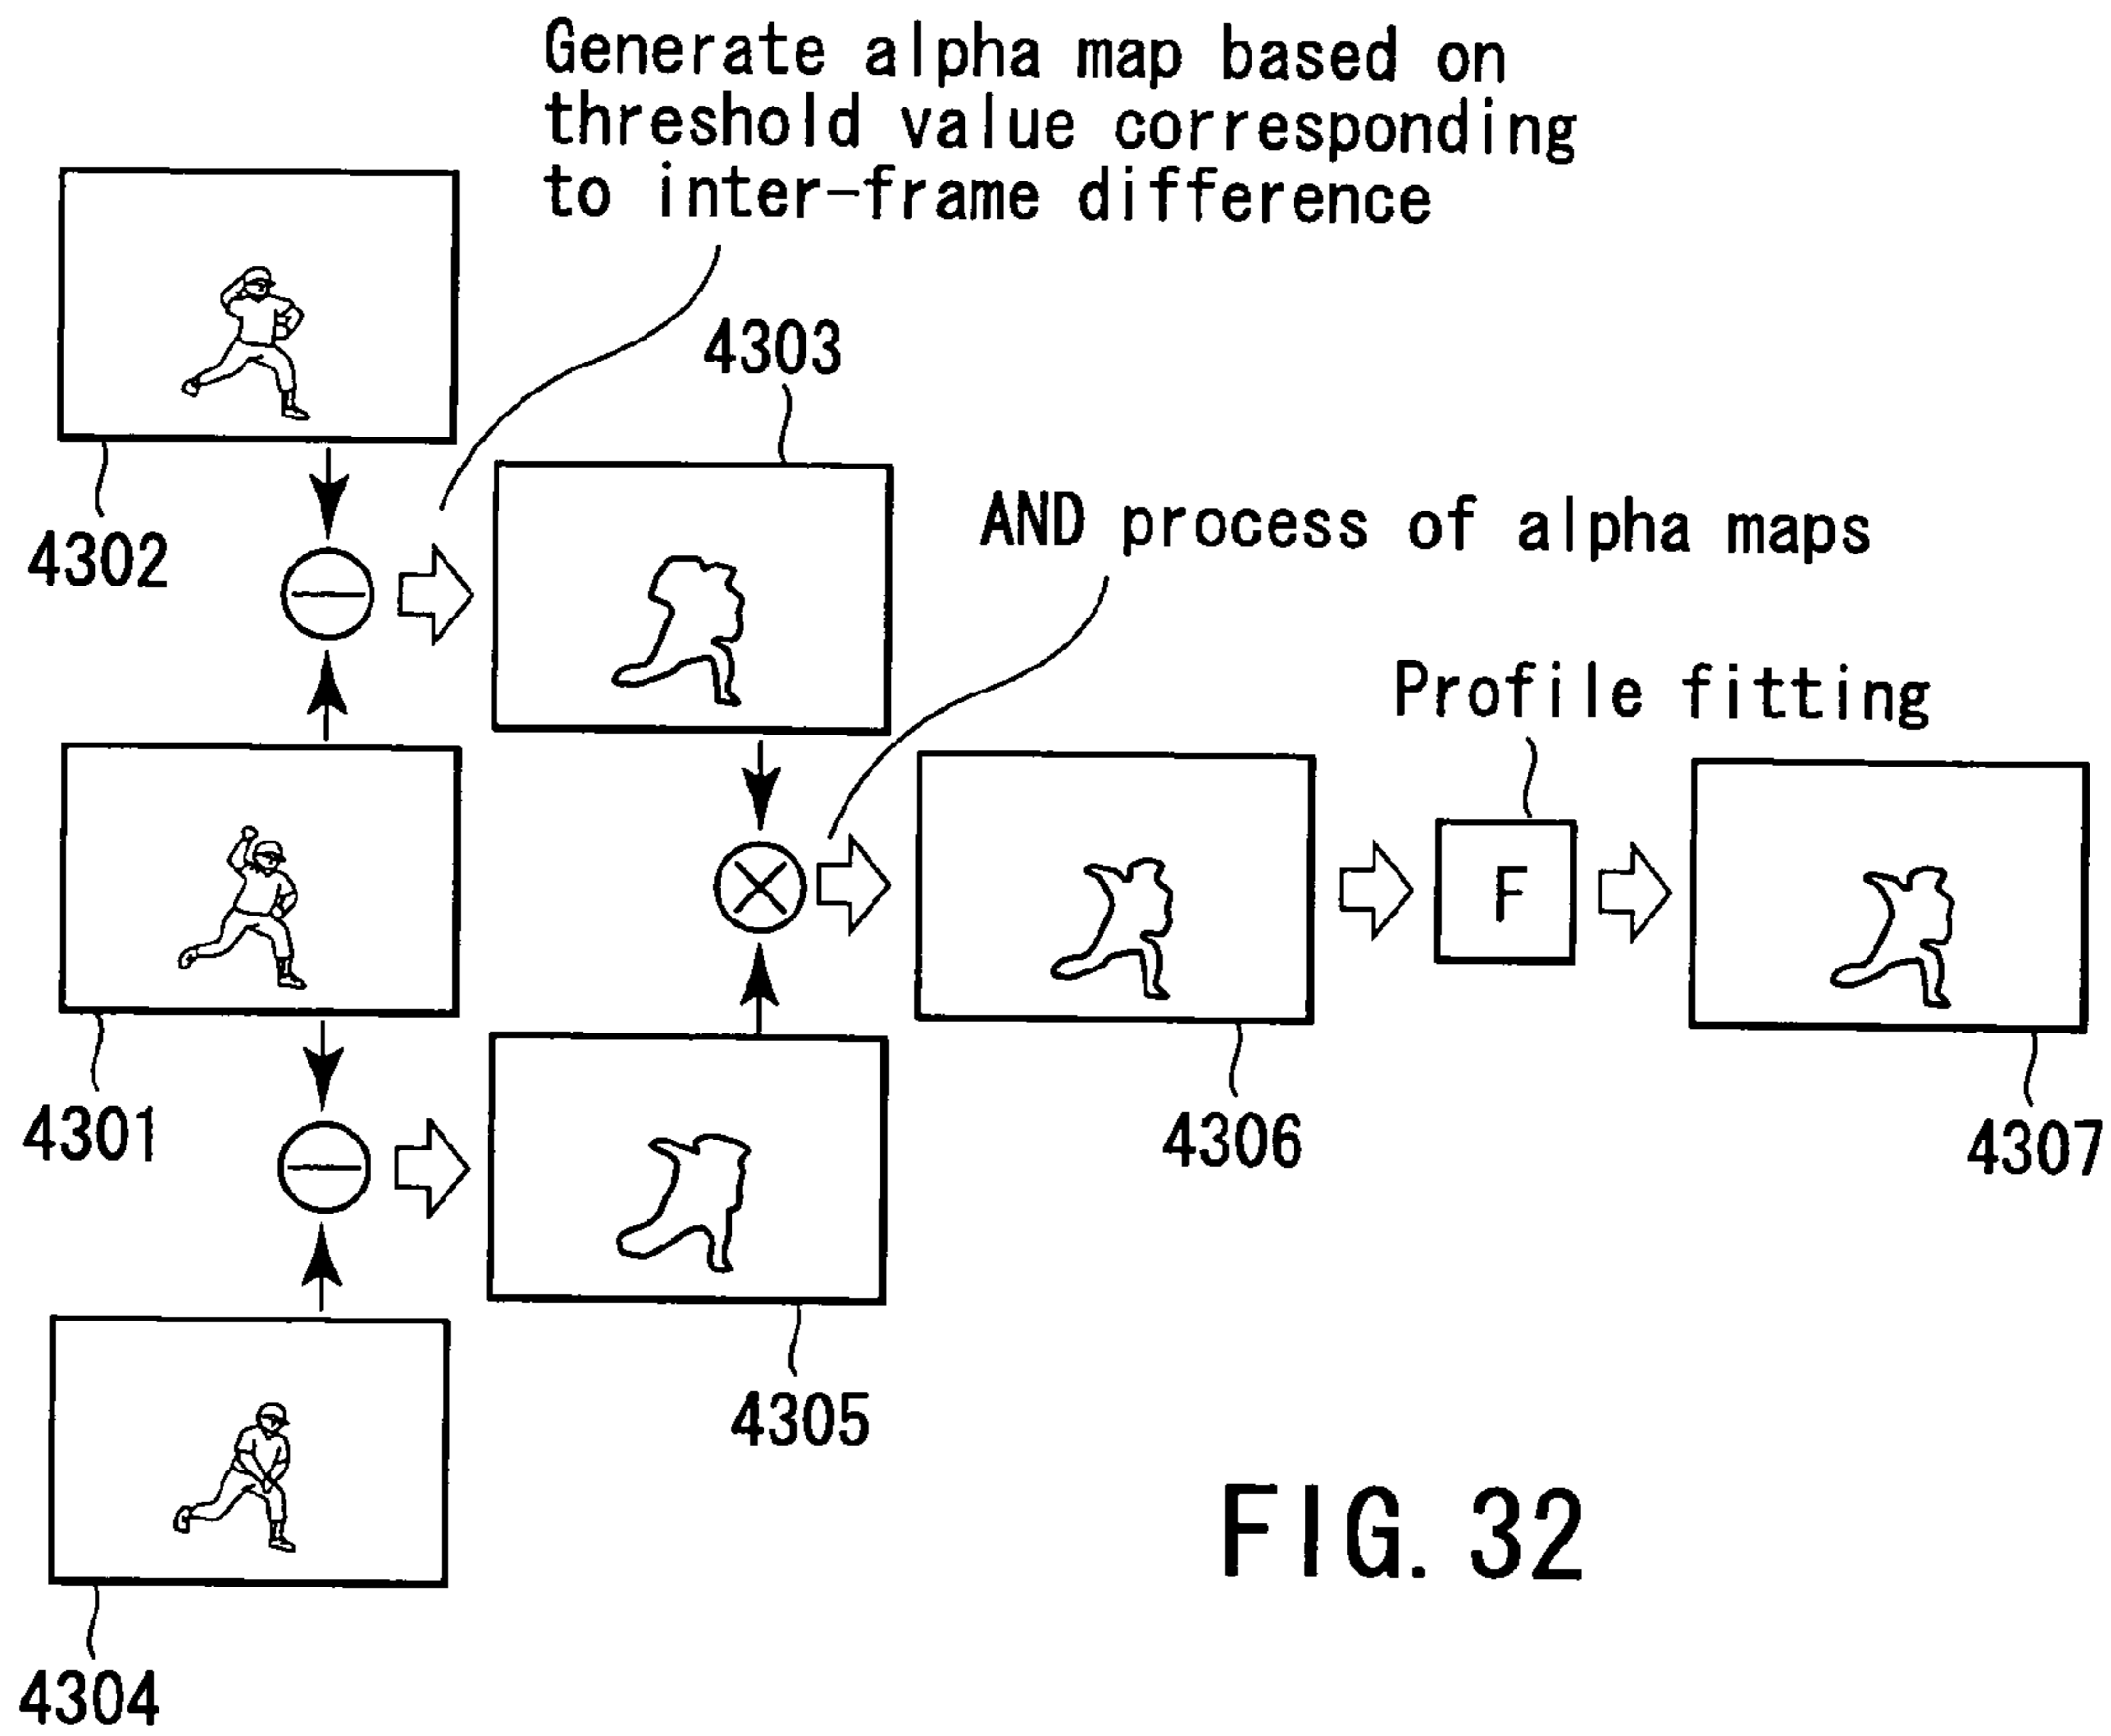 Generate alpha map based on
threshold value corresponding
to inter-frame difference
4303
4302
AND process of alpha maps
Profile fitting
F
4301
4306
4307
4305
4304
FIG. 32